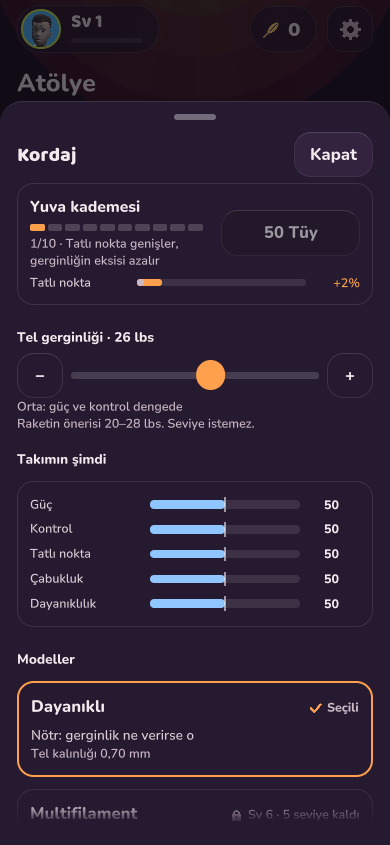 Sv 1
0
Atölye
Kordaj
Kapat
Yuva kademesi
50 Tüy
1/10 · Tatlı nokta genişler,
gerginliğin eksisi azalır
Tatlı nokta +2%
Tel gerginliği · 26 lbs
− +
Orta: güç ve kontrol dengede
Raketin önerisi 20–28 lbs. Seviye istemez.
Takımın şimdi
Güç 50
Kontrol 50
Tatlı nokta 50
Çabukluk 50
Dayanıklılık 50
Modeller
Dayanıklı Seçili
Nötr: gerginlik ne verirse o
Tel kalınlığı 0,70 mm
Multifilament Sv 6 · 5 seviye kaldı